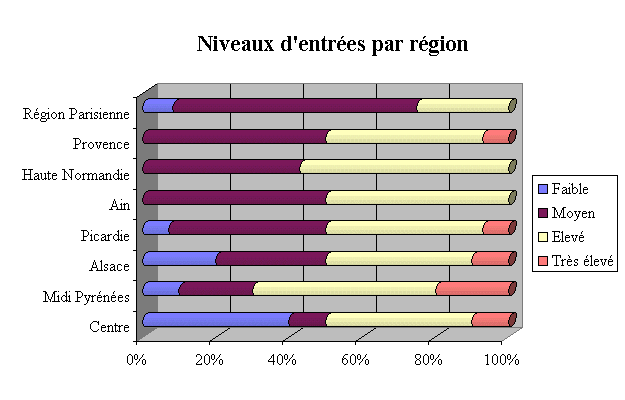 Niveaux d'entrées par région
Région Parisienne
Provence
Haute Normandie
Ain
Picardie
Alsace
Midi Pyrénées
Centre
0% 20% 40% 60% 80% 100%
Faible
Moyen
Elevé
Très élevé